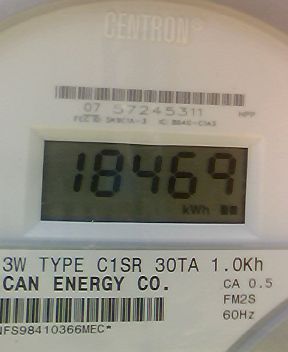 CENTRON®
07 57245311
HPP
18469
kWh
3W TYPE C1SR 30TA 1.0Kh
CAN ENERGY CO.
CA 0.5
FM2S
60Hz
NFS98410366MEC*